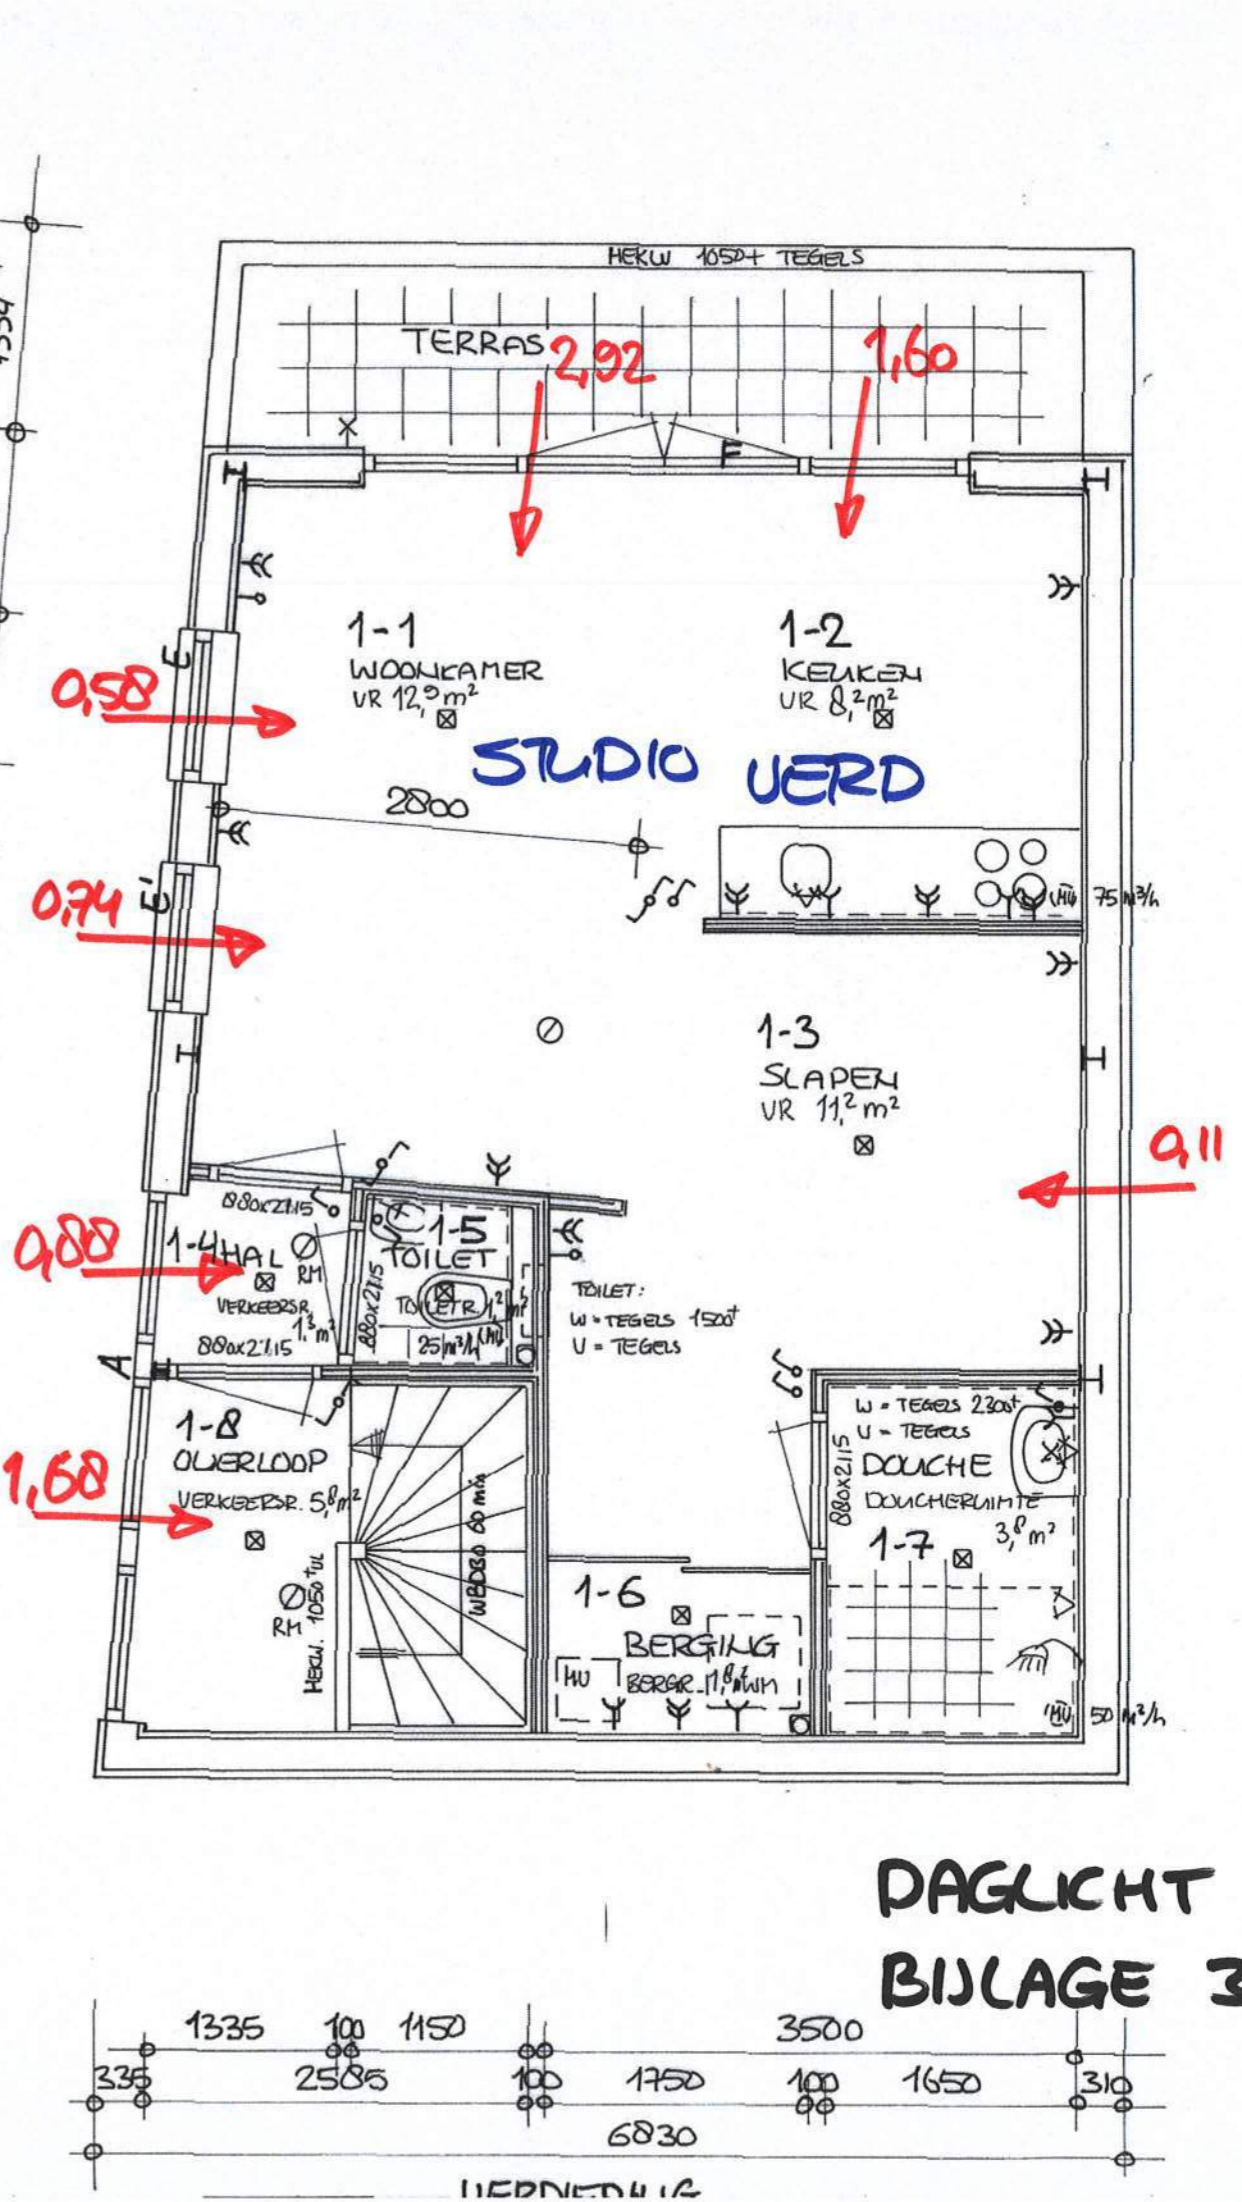 HEKW 1050+ TEGELS
TERRAS
2,92
1,60
F
1-1
WOONKAMER
VR 12,9 m²
1-2
KEUKEN
VR 8,2 m²
E
0,58
STUDIO VERD
2800
E'
0,74
MV 75 m³/h
1-3
SLAPEN
VR 11,2 m²
0,11
880x2115
1-4 HAL
RM
VERKEERSR.
1,3 m²
880x2115
0,88
1-5
TOILET
TOILETR. 1,2 m²
880x2115
25 m³/h MV
TOILET:
W = TEGELS 1500+
V = TEGELS
A
1-8
OVERLOOP
VERKEERSR. 5,8 m²
1,68
RM
HEKW. 1050+VL
WBDBO 60 min
W = TEGELS 2300+
V = TEGELS
DOUCHE
DOUCHERUIMTE
3,8 m²
1-7
880x2115
1-6
BERGING
MV
MV 50 m³/h
DAGLICHT
BIJLAGE 3
1335 100 1150 3500
335 2585 100 1750 100 1650 310
6830